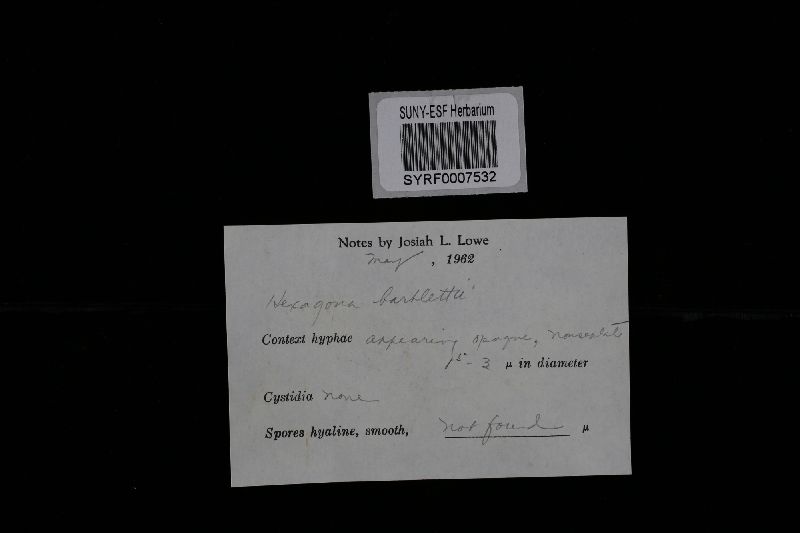 SUNY-ESF Herbarium
SYRF0007532
Notes by Josiah L. Lowe
May, 1962
Hexagona bartlettii
Context hyphae appearing opaque, nonseptate
1.5-3 µ in diameter
Cystidia none
Spores hyaline, smooth, not found µ